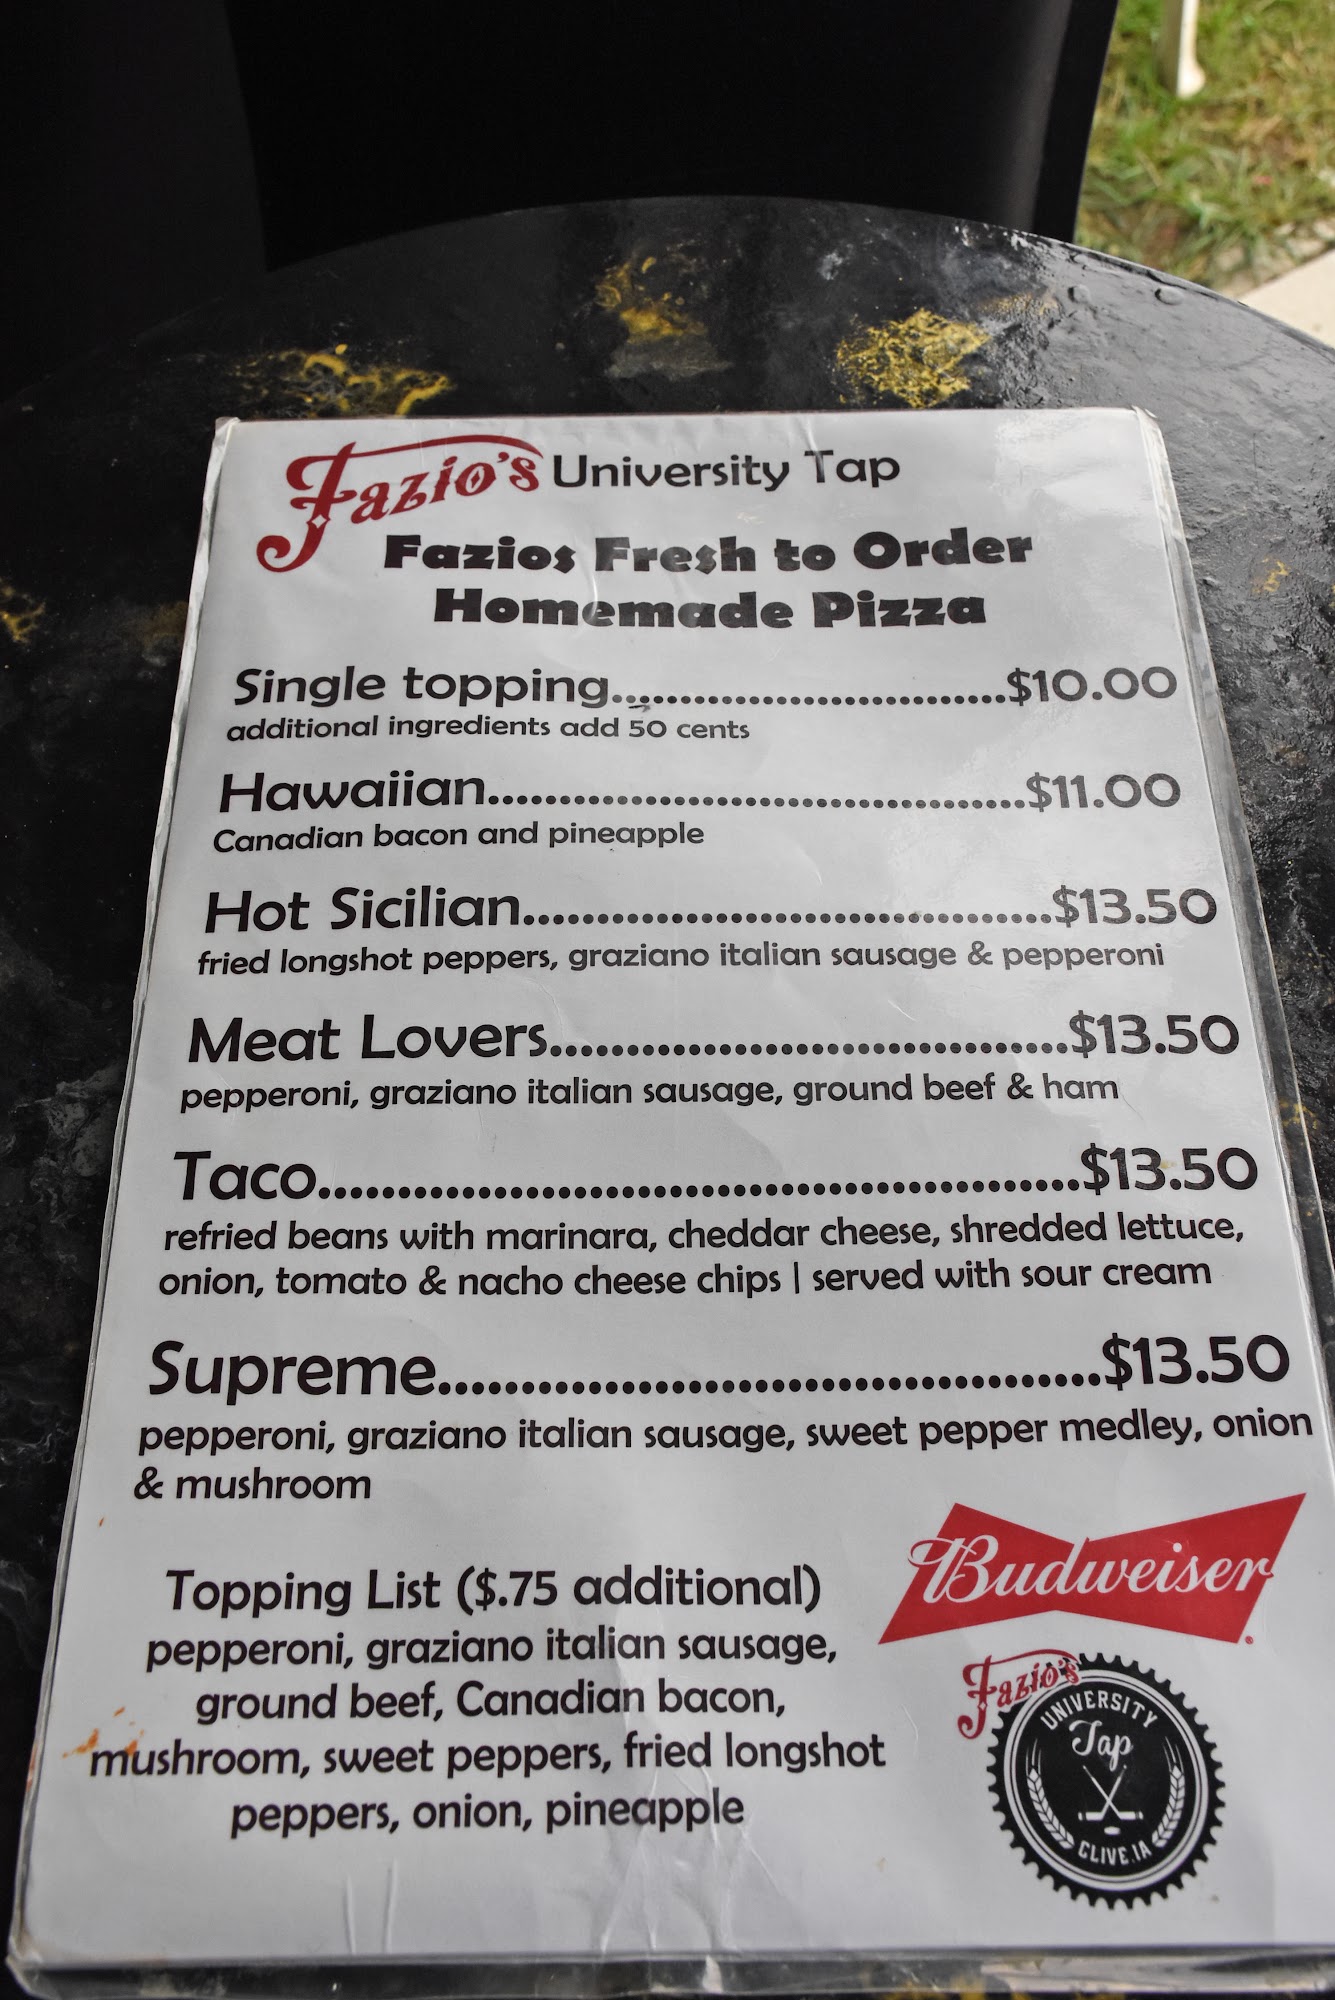 Fazio's University Tap
Fazios Fresh to Order
Homemade Pizza
Single topping.................................$10.00
additional ingredients add 50 cents
Hawaiian.......................................$11.00
Canadian bacon and pineapple
Hot Sicilian.....................................$13.50
fried longshot peppers, graziano italian sausage & pepperoni
Meat Lovers....................................$13.50
pepperoni, graziano italian sausage, ground beef & ham
Taco..............................................$13.50
refried beans with marinara, cheddar cheese, shredded lettuce,
onion, tomato & nacho cheese chips | served with sour cream
Supreme.......................................$13.50
pepperoni, graziano italian sausage, sweet pepper medley, onion
& mushroom
Topping List ($.75 additional)
pepperoni, graziano italian sausage,
ground beef, Canadian bacon,
mushroom, sweet peppers, fried longshot
peppers, onion, pineapple
Budweiser
Fazio's
UNIVERSITY
Tap
CLIVE.IA